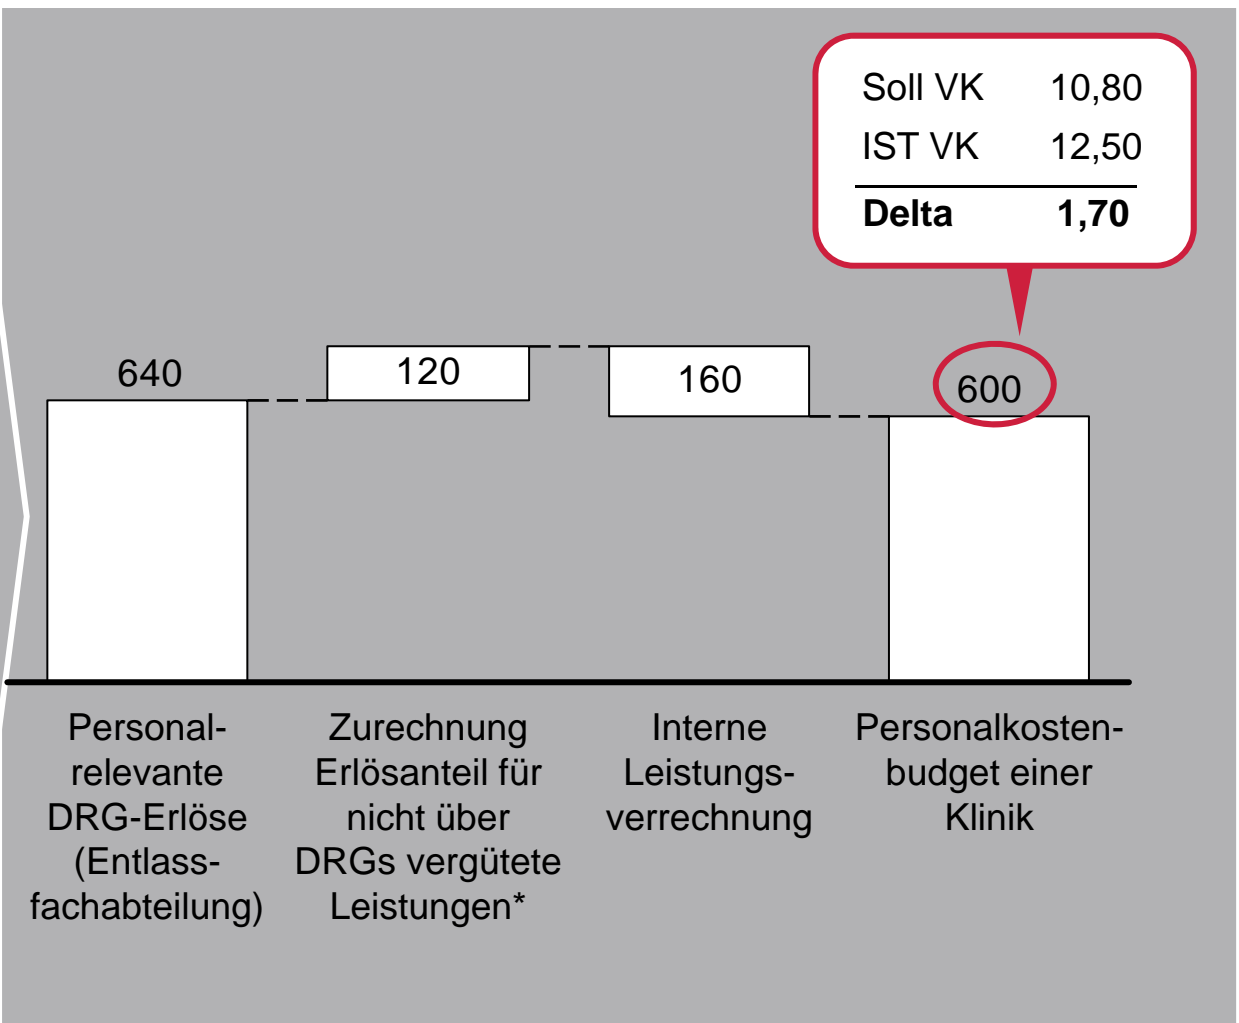 Soll VK 10,80
IST VK 12,50
Delta 1,70
640
120
160
600
Personal-
relevante
DRG-Erlöse
(Entlass-
fachabteilung)
Zurechnung
Erlösanteil für
nicht über
DRGs vergütete
Leistungen*
Interne
Leistungs-
verrechnung
Personalkosten-
budget einer
Klinik